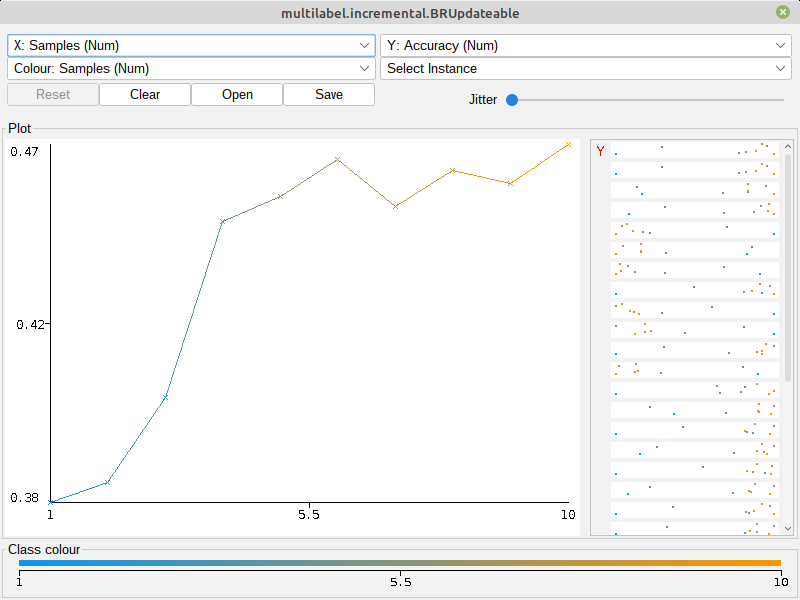 multilabel.incremental.BRUpdateable
X: Samples (Num)
Y: Accuracy (Num)
Colour: Samples (Num)
Select Instance
Reset
Clear
Open
Save
Jitter
Plot
0.47
0.42
0.38
1
5.5
10
Y
Class colour
1
5.5
10